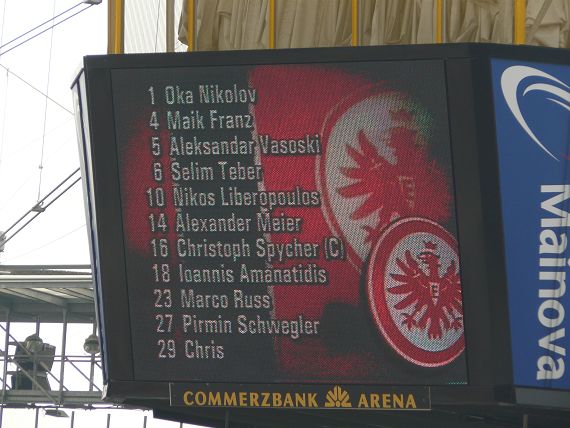 1 Oka Nikolov
4 Maik Franz
5 Aleksandar Vasoski
6 Selim Teber
10 Nikos Liberopoulos
14 Alexander Meier
16 Christoph Spycher (C)
18 Ioannis Amanatidis
23 Marco Russ
27 Pirmin Schwegler
29 Chris
COMMERZBANK ARENA
Mainova